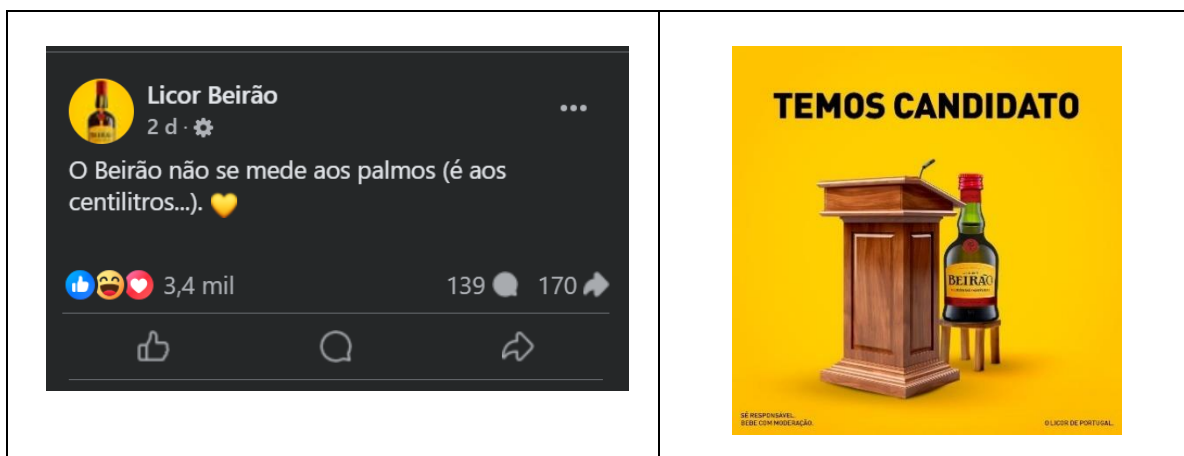 Licor Beirão
2 d
O Beirão não se mede aos palmos (é aos
centilitros...). 💛
3,4 mil
139
170
TEMOS CANDIDATO
BEIRÃO
SÊ RESPONSÁVEL.
BEBE COM MODERAÇÃO.
O LICOR DE PORTUGAL.